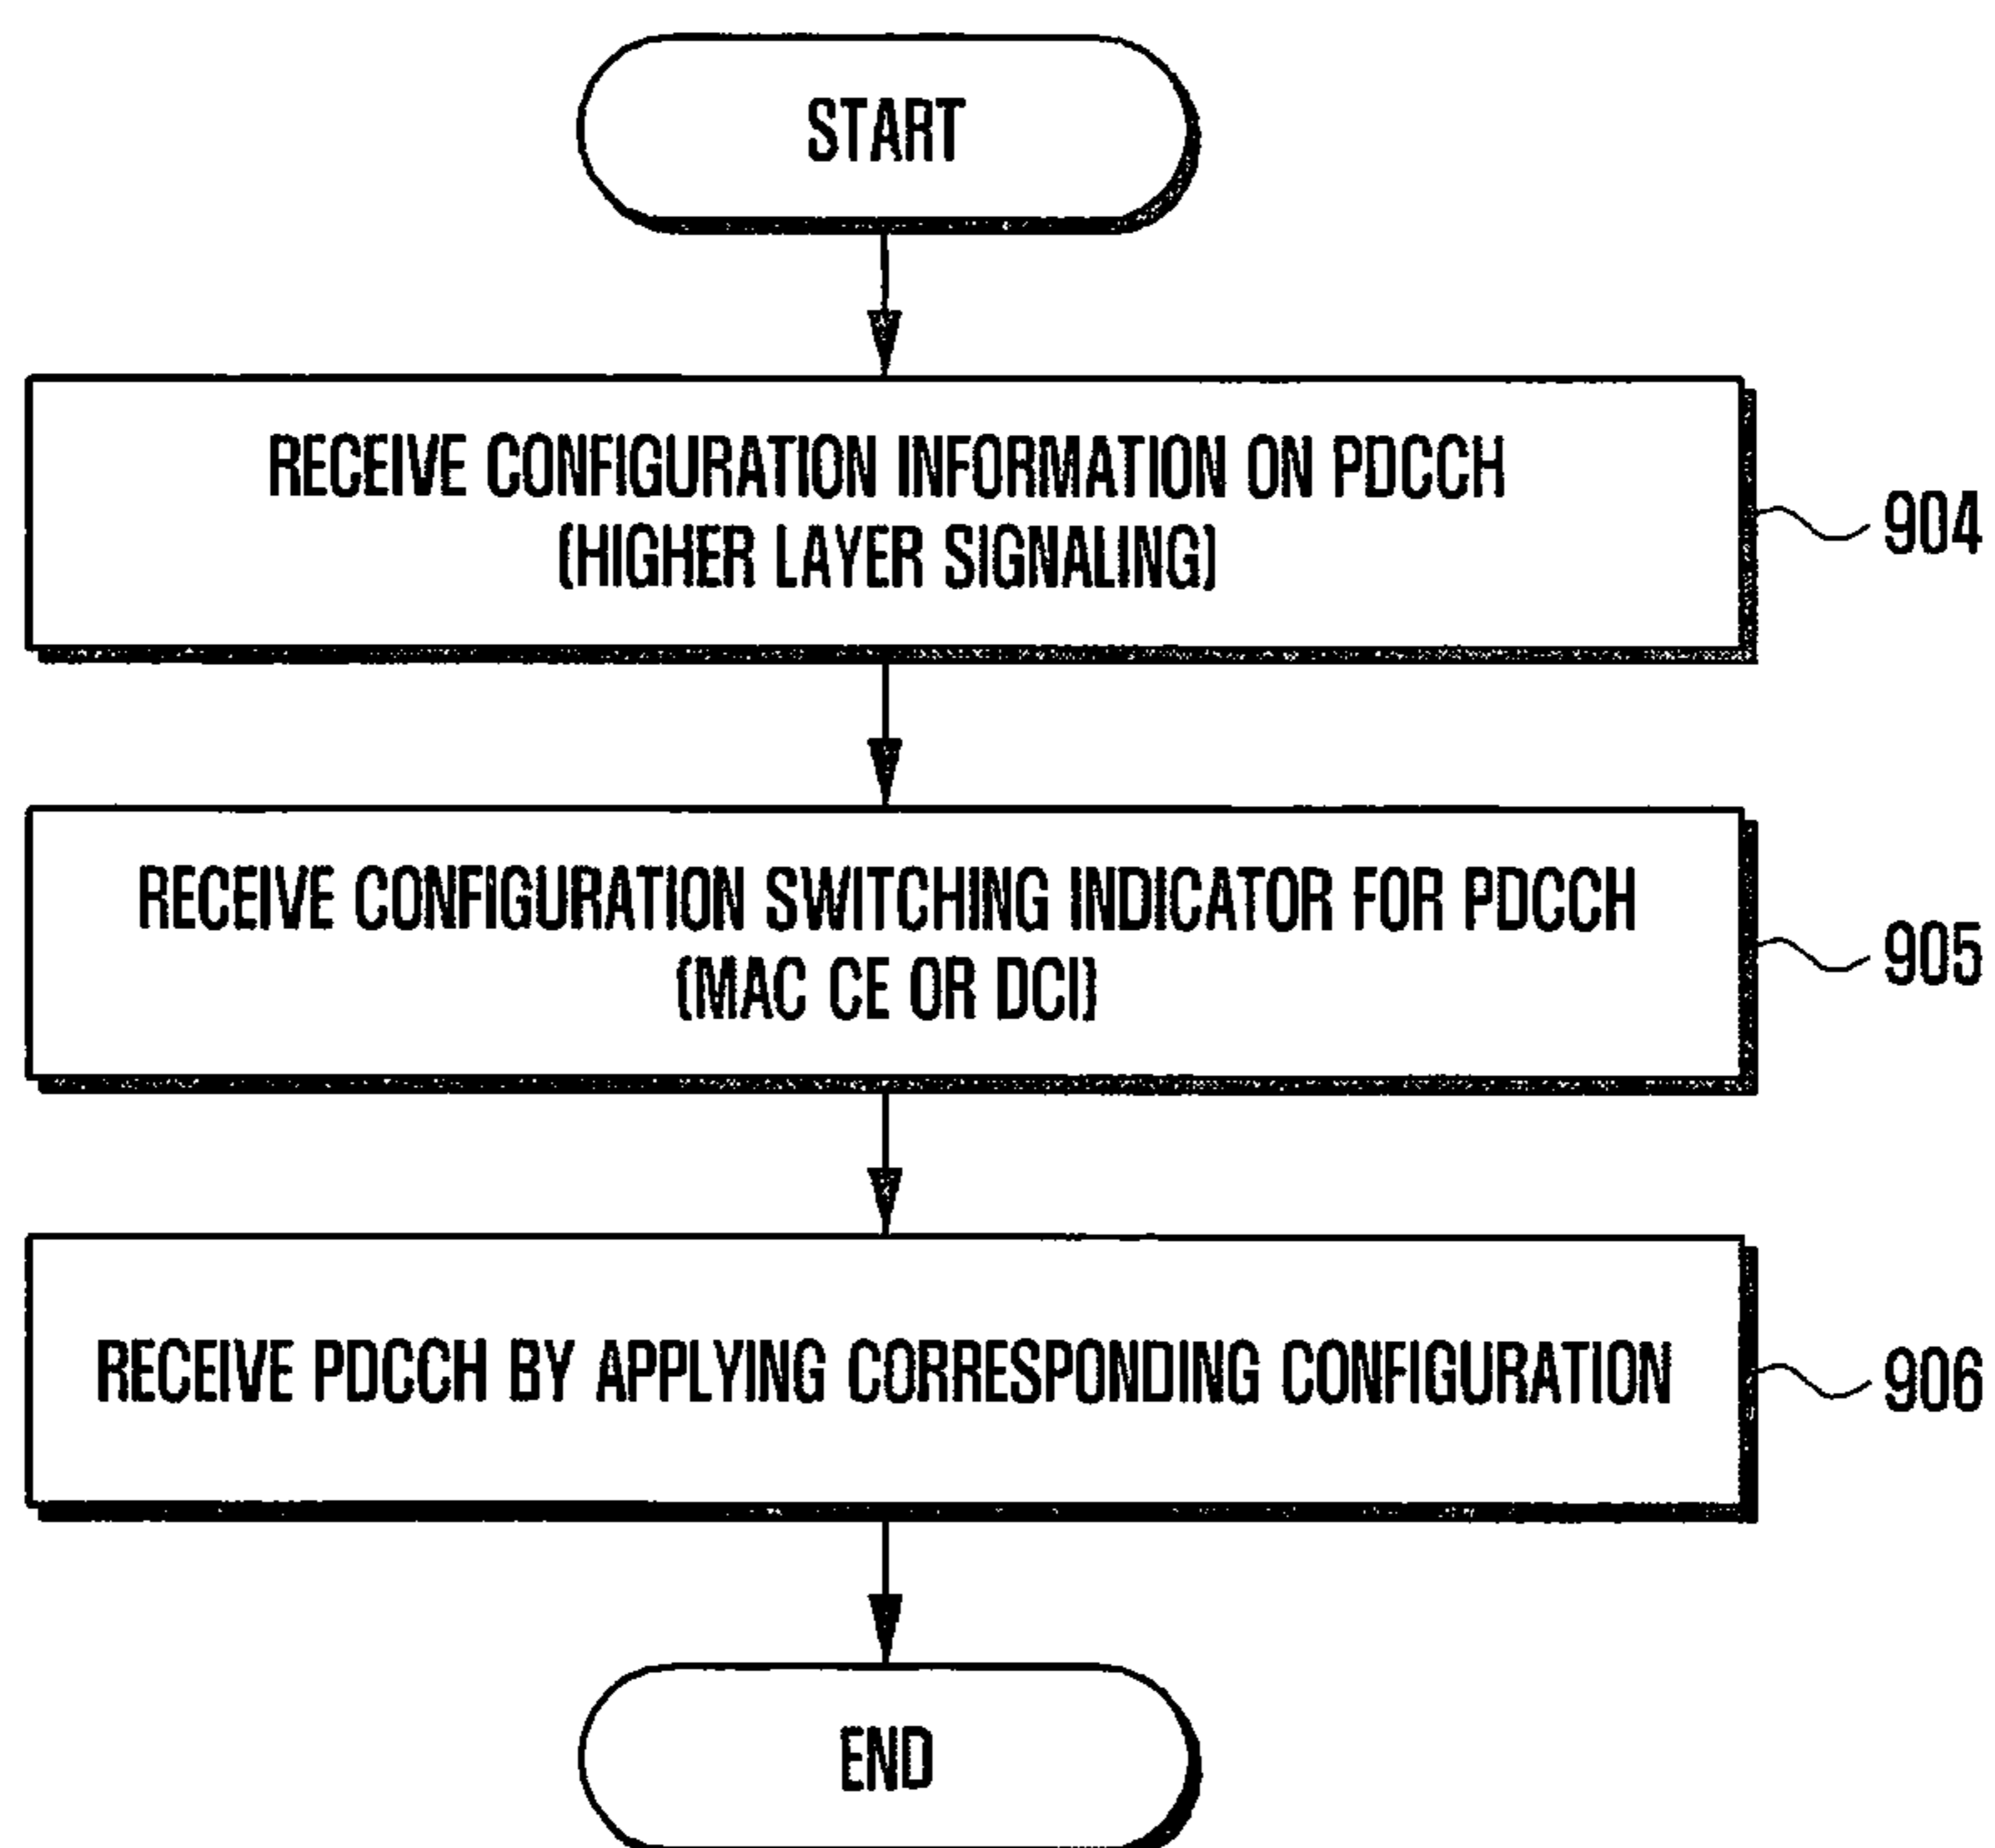 START
RECEIVE CONFIGURATION INFORMATION ON PDCCH
(HIGHER LAYER SIGNALING)
904
RECEIVE CONFIGURATION SWITCHING INDICATOR FOR PDCCH
(MAC CE OR DCI)
905
RECEIVE PDCCH BY APPLYING CORRESPONDING CONFIGURATION
906
END